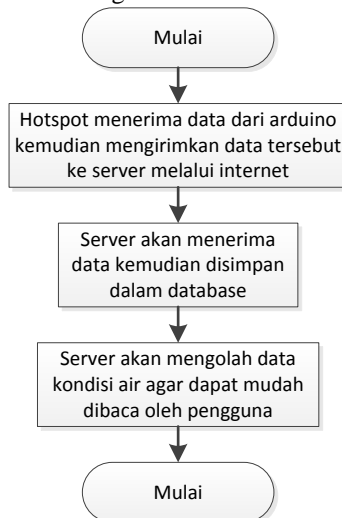 Mulai
Hotspot menerima data dari arduino
kemudian mengirimkan data tersebut
ke server melalui internet
Server akan menerima
data kemudian disimpan
dalam database
Server akan mengolah data
kondisi air agar dapat mudah
dibaca oleh pengguna
Mulai